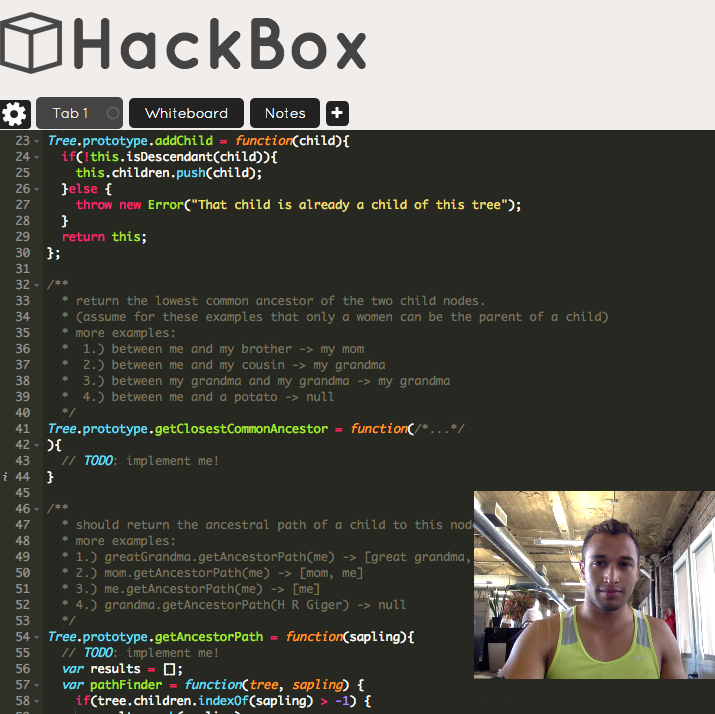 HackBox
Tab 1 Whiteboard Notes +
23 Tree.prototype.addChild = function(child){
24 if(!this.isDescendant(child)){
25 this.children.push(child);
26 }else {
27 throw new Error("That child is already a child of this tree");
28 }
29 return this;
30 };
31
32 /**
33 * return the lowest common ancestor of the two child nodes.
34 * (assume for these examples that only a women can be the parent of a child)
35 * more examples:
36 * 1.) between me and my brother -> my mom
37 * 2.) between me and my cousin -> my grandma
38 * 3.) between my grandma and my grandma -> my grandma
39 * 4.) between me and a potato -> null
40 */
41 Tree.prototype.getClosestCommonAncestor = function(/*...*/
42 ){
43 // TODO: implement me!
i 44 }
45
46 /**
47 * should return the ancestral path of a child to this
48 * more examples:
49 * 1.) greatGrandma.getAncestorPath(me) -> [great grandma,
50 * 2.) mom.getAncestorPath(me) -> [mom, me]
51 * 3.) me.getAncestorPath(me) -> [me]
52 * 4.) grandma.getAncestorPath(H R Giger) -> null
53 */
54 Tree.prototype.getAncestorPath = function(sapling){
55 // TODO: implement me!
56 var results = [];
57 var pathFinder = function(tree, sapling) {
58 if(tree.children.indexOf(sapling) > -1) {